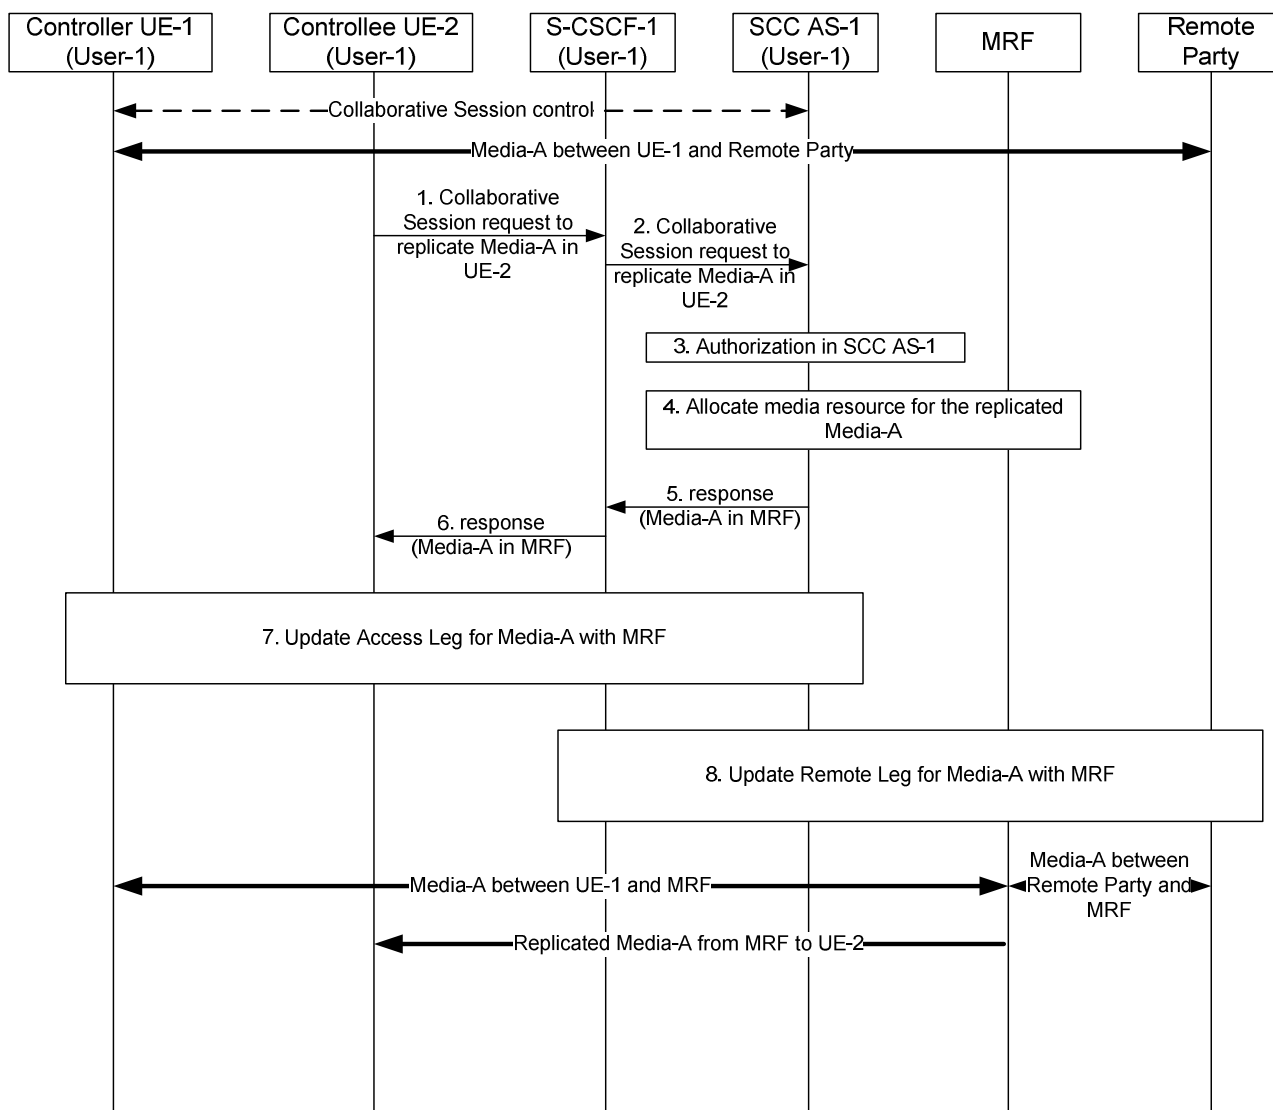 Controller UE-1
(User-1)
Controllee UE-2
(User-1)
S-CSCF-1
(User-1)
SCC AS-1
(User-1)
MRF
Remote
Party
Collaborative Session control
Media-A between UE-1 and Remote Party
1. Collaborative
Session request to
replicate Media-A in
UE-2
2. Collaborative
Session request to
replicate Media-A in
UE-2
3. Authorization in SCC AS-1
4. Allocate media resource for the replicated
Media-A
5. response
(Media-A in MRF)
6. response
(Media-A in MRF)
7. Update Access Leg for Media-A with MRF
8. Update Remote Leg for Media-A with MRF
Media-A between UE-1 and MRF
Media-A between
Remote Party and
MRF
Replicated Media-A from MRF to UE-2